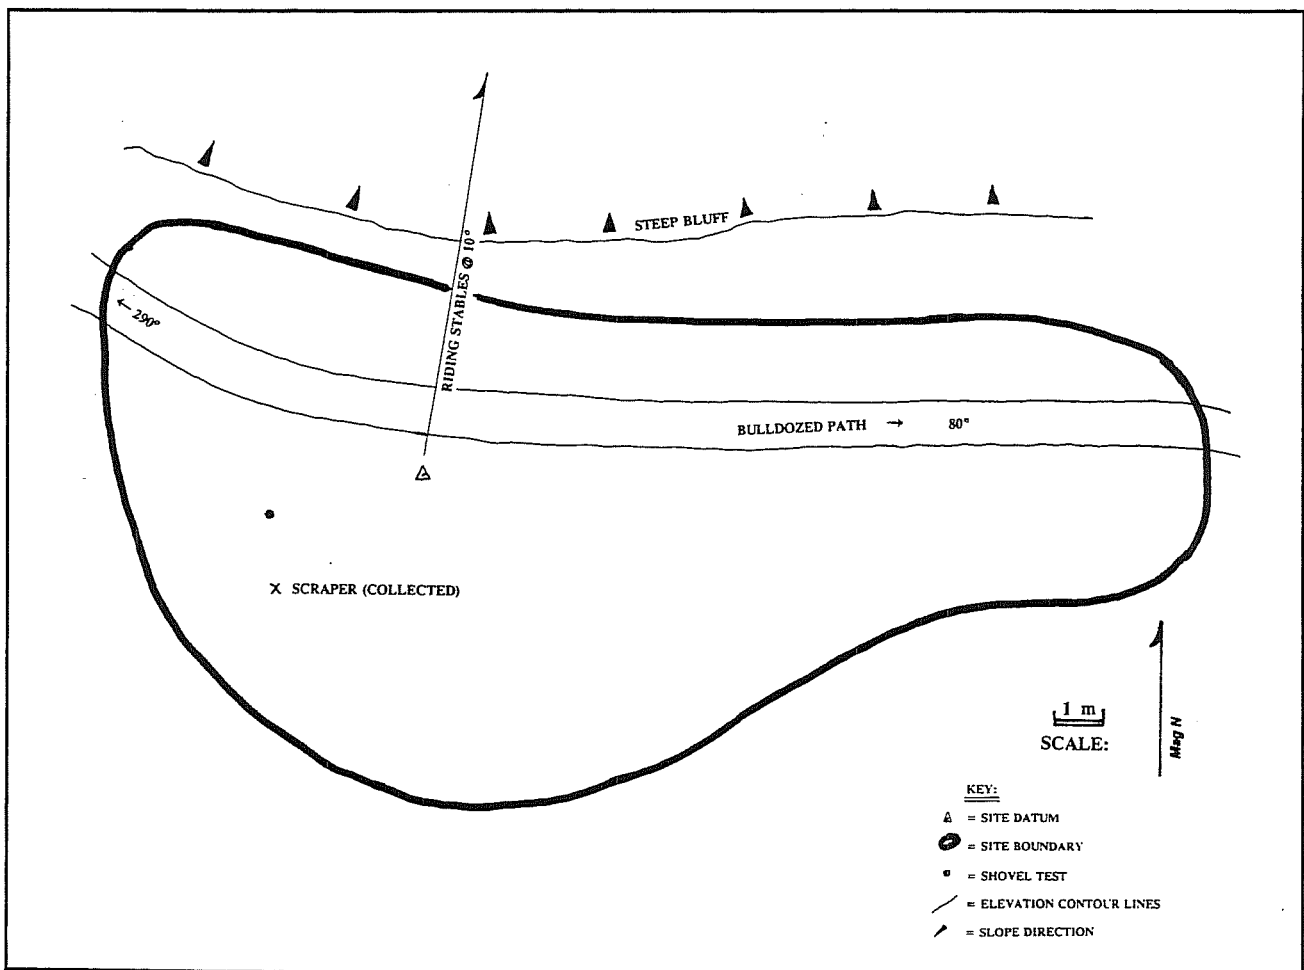 STEEP BLUFF
RIDING STABLES @ 10°
← 290°
BULLDOZED PATH → 80°
X SCRAPER (COLLECTED)
1 m
SCALE:
Mag N
KEY:
= SITE DATUM
= SITE BOUNDARY
= SHOVEL TEST
= ELEVATION CONTOUR LINES
= SLOPE DIRECTION